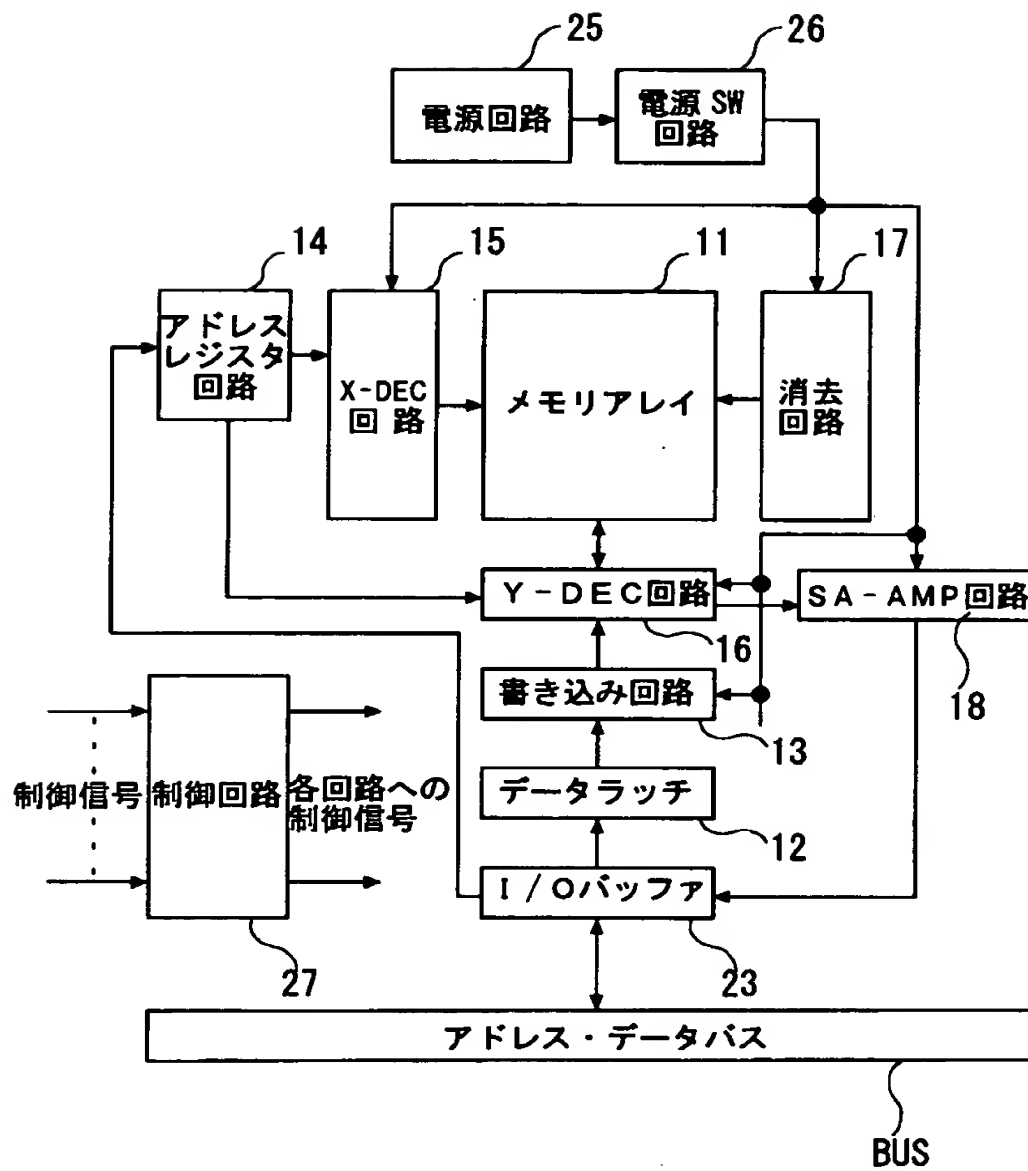 25
26
電源回路
電源 SW
回路
14
15
11
17
アドレス
レジスタ
回路
X-DEC
回 路
メモリアレイ
消去
回路
Y-DEC回路
SA-AMP回路
16
18
書き込み回路
13
制御信号
制御回路
各回路への
制御信号
データラッチ
12
I/Oバッファ
27
23
アドレス・データバス
BUS